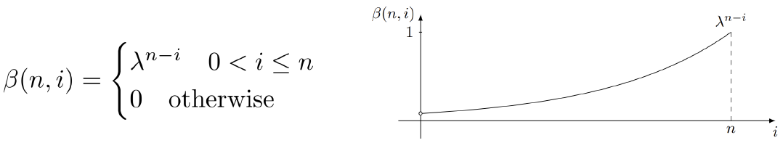 β(n, i) = { λ^{n−i} 0 < i ≤ n
0 otherwise
β(n, i)
1
λ^{n−i}
n
i